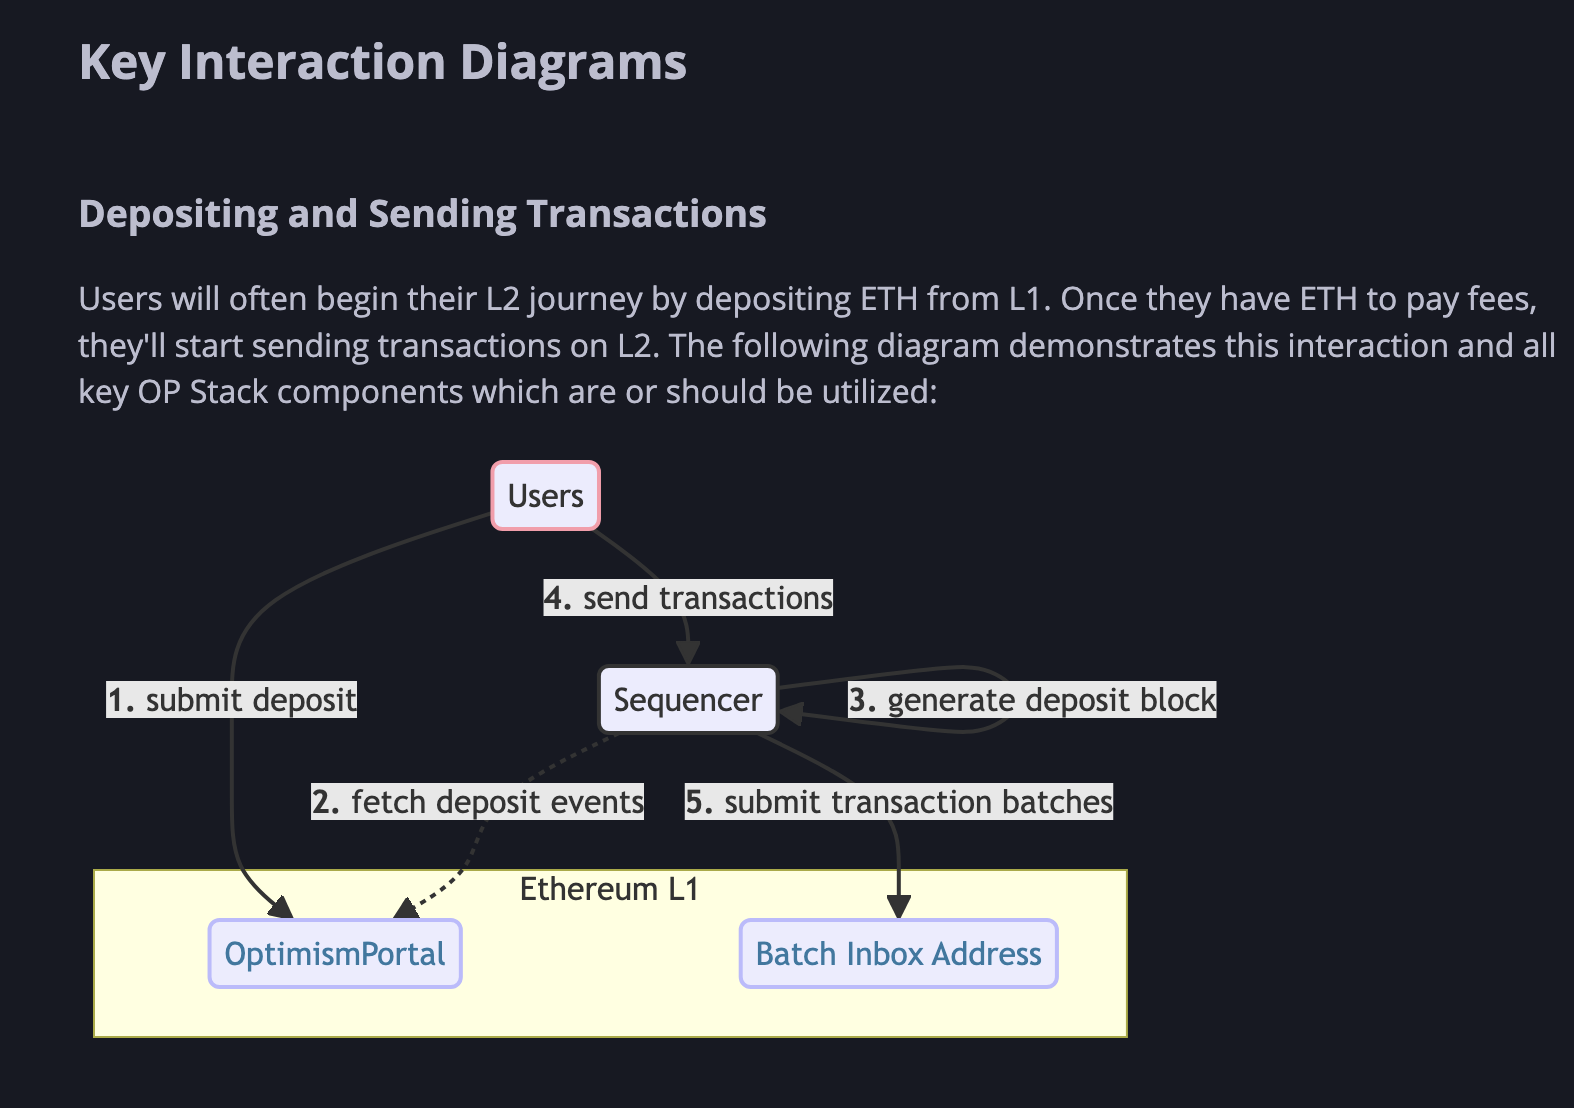 Key Interaction Diagrams
Depositing and Sending Transactions
Users will often begin their L2 journey by depositing ETH from L1. Once they have ETH to pay fees,
they'll start sending transactions on L2. The following diagram demonstrates this interaction and all
key OP Stack components which are or should be utilized:
Users
4. send transactions
1. submit deposit
Sequencer
3. generate deposit block
2. fetch deposit events
5. submit transaction batches
Ethereum L1
OptimismPortal
Batch Inbox Address